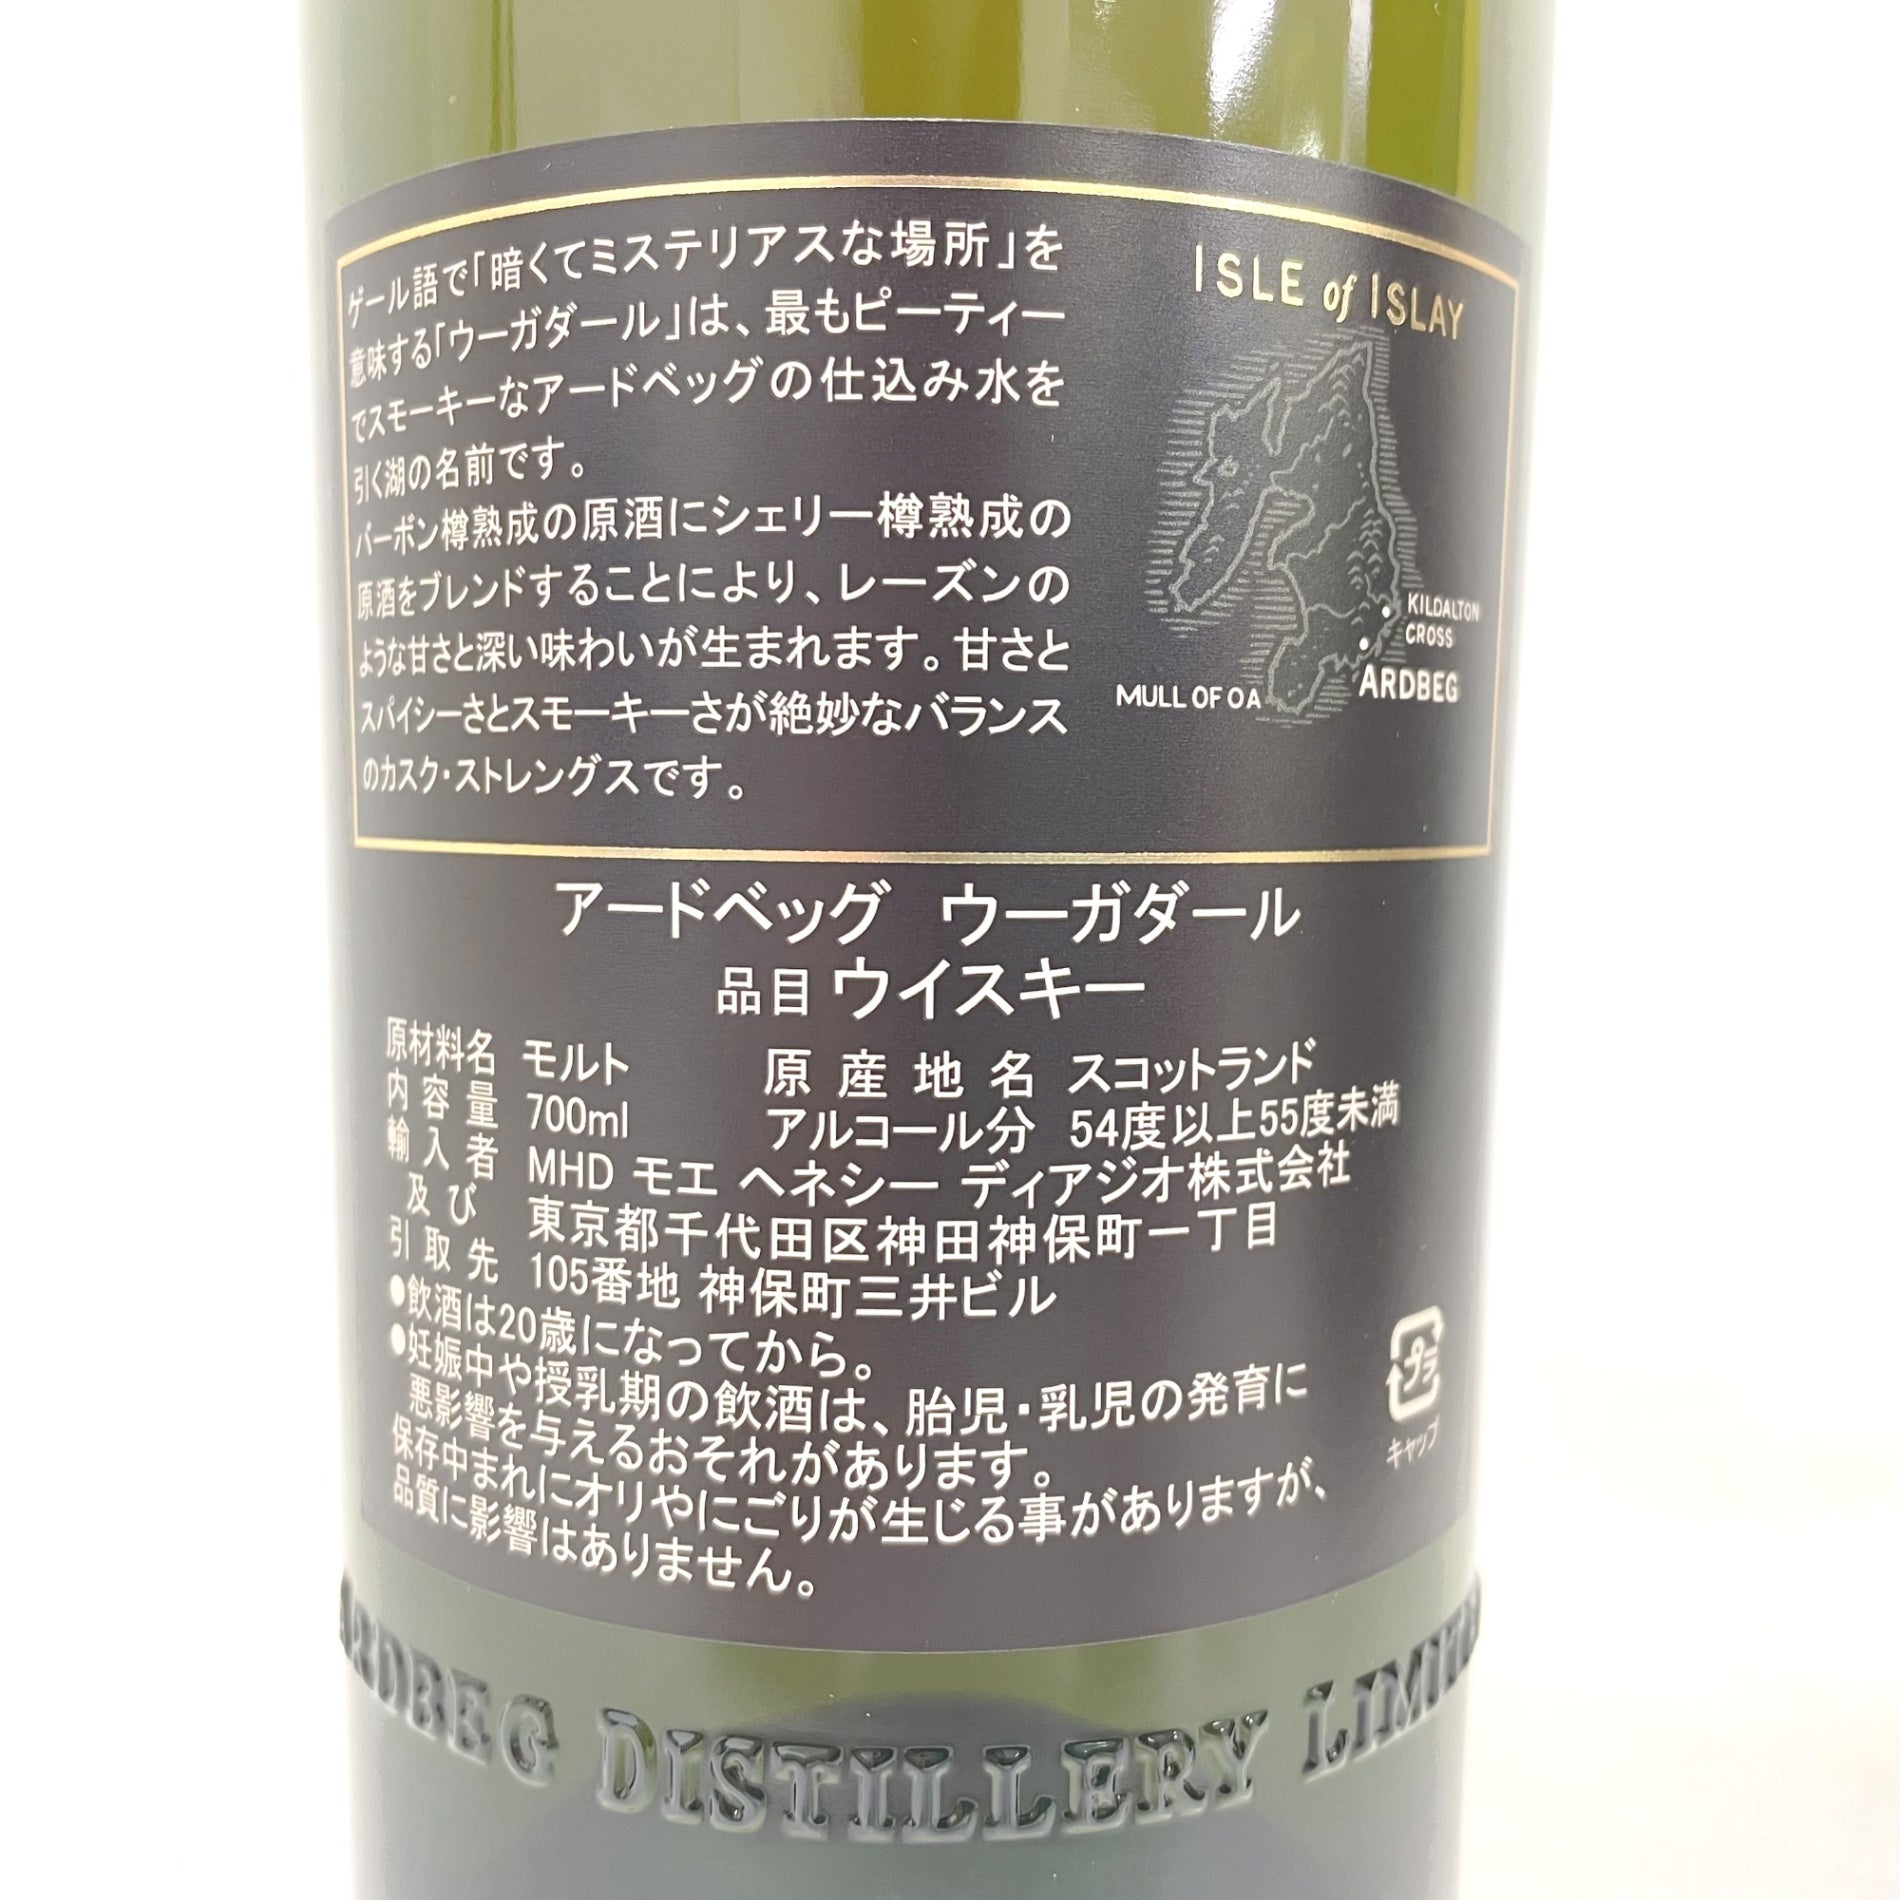 ゲール語で「暗くてミステリアスな場所」を
意味する「ウーガダール」は、最もピーティー
でスモーキーなアードベッグの仕込み水を
引く湖の名前です。
バーボン樽熟成の原酒にシェリー樽熟成の
原酒をブレンドすることにより、レーズンの
ような甘さと深い味わいが生まれます。甘さと
スパイシーさとスモーキーさが絶妙なバランス
のカスク・ストレングスです。
ISLE of ISLAY
KILDALTON
CROSS
ARDBEG
MULL OF OA
アードベッグ ウーガダール
品目 ウイスキー
原材料名 モルト 原産地名 スコットランド
内容量 700ml アルコール分 54度以上55度未満
輸入者 MHD モエ ヘネシー ディアジオ株式会社
及び 東京都千代田区神田神保町一丁目
引取先 105番地 神保町三井ビル
●飲酒は20歳になってから。
●妊娠中や授乳期の飲酒は、胎児・乳児の発育に
悪影響を与えるおそれがあります。
保存中まれにオリやにごりが生じる事がありますが、
品質に影響はありません。
プラ
キャップ
ARDBEG DISTILLERY LIMITE